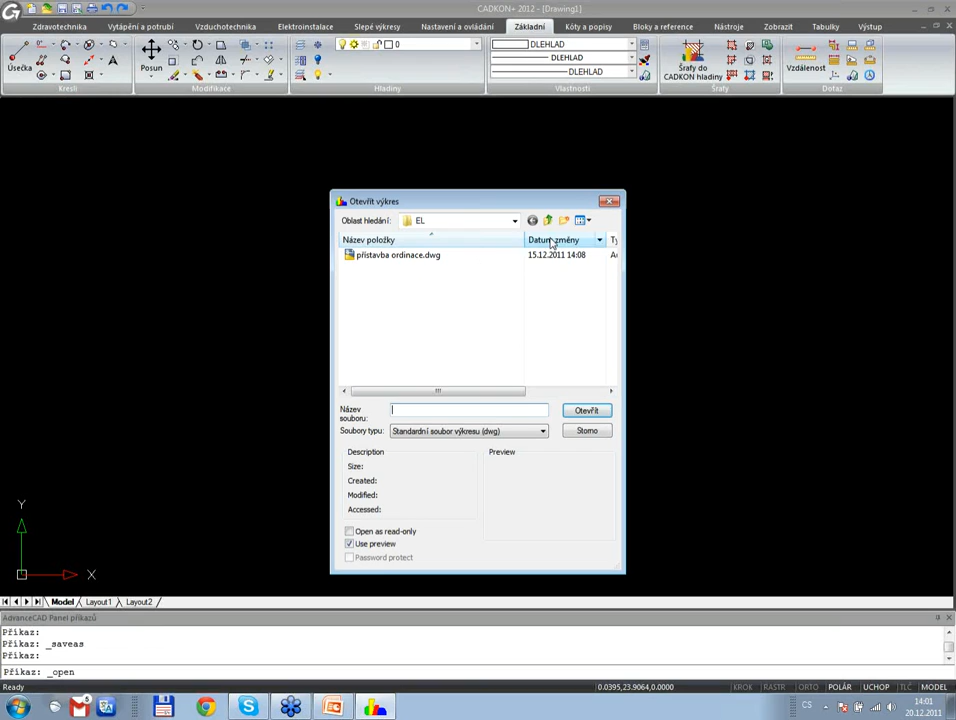 CADKON+ 2012 - [Drawing1]
Zdravotechnika Vytápění a potrubí Vzduchotechnika Elektroinstalace Slepé výkresy Nastavení a ovládání Základní Kóty a popisy Bloky a reference Nástroje Zobrazit Tabulky Výstup
0
DLEHLAD
DLEHLAD
DLEHLAD
Úsečka
Posun
Šrafy do
CADKON hladiny
Vzdálenost
Kresli Modifikace Hladiny Vlastnosti Šrafy Dotaz
Otevřít výkres
Oblast hledání: EL
Název položky Datum změny
přístavba ordinace.dwg 15.12.2011 14:08
Název
souboru:
Otevřít
Soubory typu: Standardní soubor výkresu (dwg) Storno
Description Preview
Size:
Created:
Modified:
Accessed:
Open as read-only
Use preview
Password protect
Y
X
Model Layout1 Layout2
AdvanceCAD Panel příkazů
Příkaz:
Příkaz: _saveas
Příkaz:
Příkaz: _open
Ready 0.0395,23.9064,0.0000 KROK RASTR ORTO POLÁR UCHOP TLČ MODEL
CS 14:01
20.12.2011